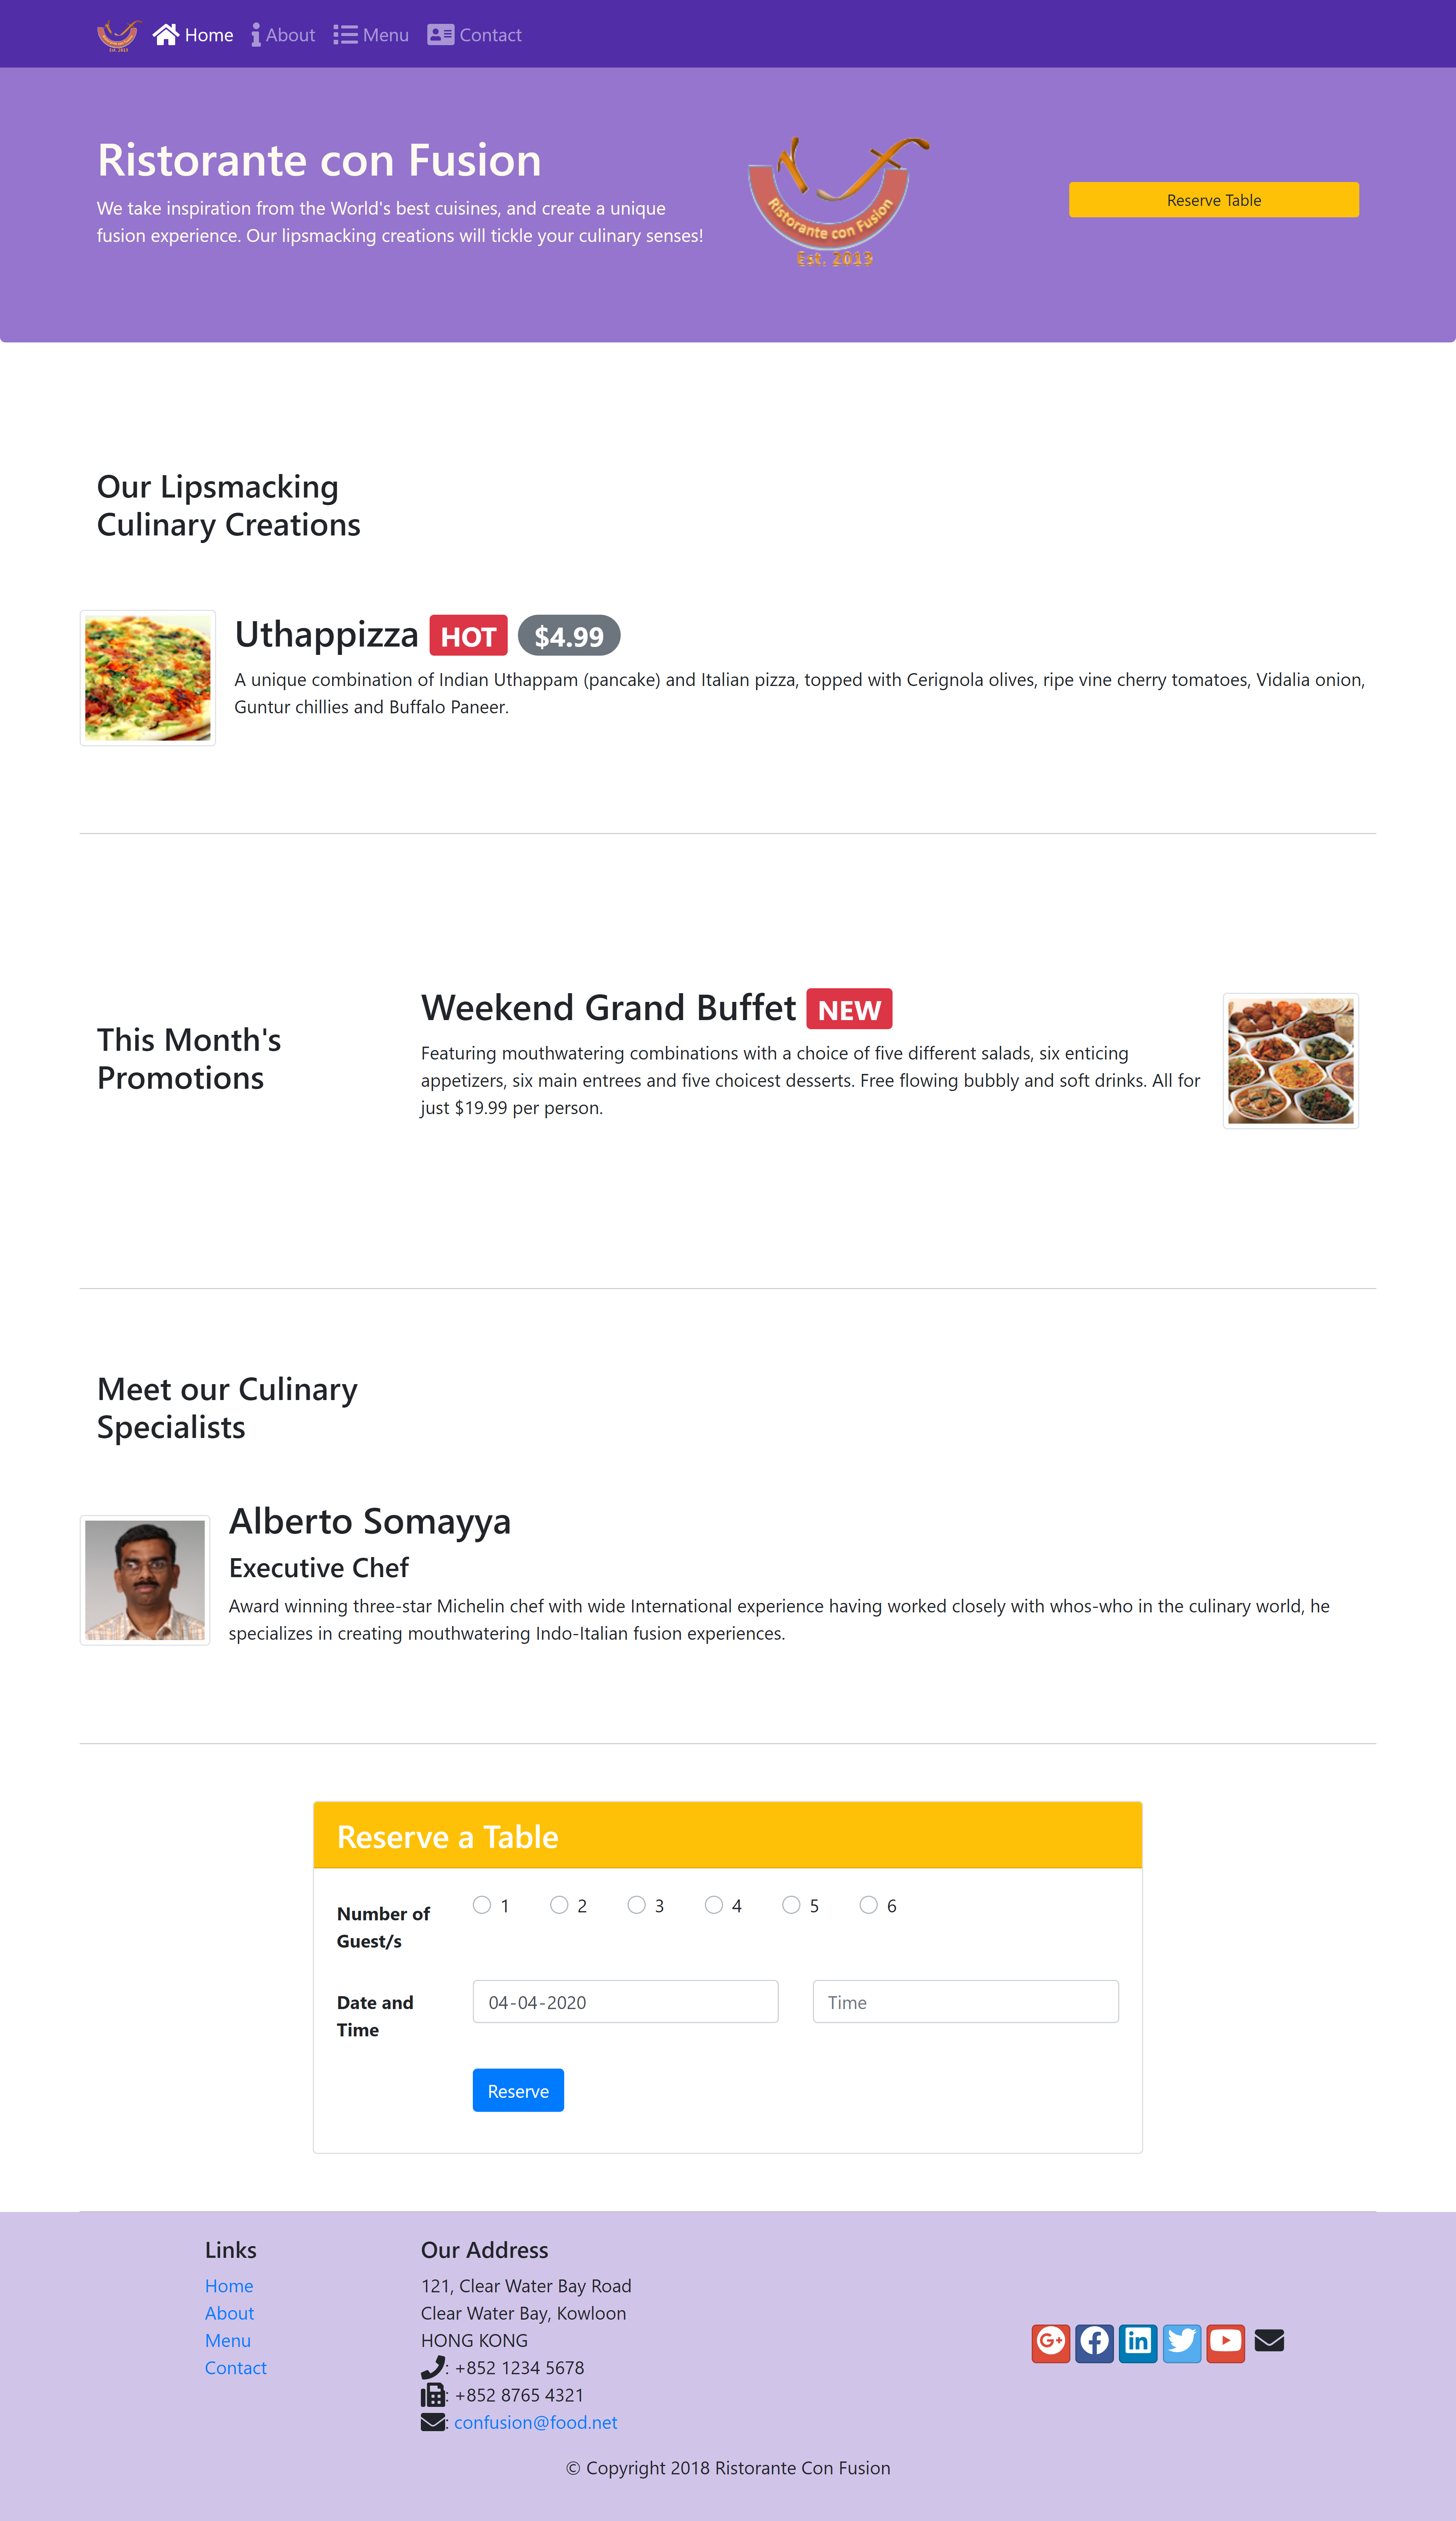 Home About Menu Contact
Ristorante con Fusion
We take inspiration from the World's best cuisines, and create a unique
fusion experience. Our lipsmacking creations will tickle your culinary senses!
Ristorante con Fusion
Est. 2013
Reserve Table
Our Lipsmacking
Culinary Creations
Uthappizza HOT $4.99
A unique combination of Indian Uthappam (pancake) and Italian pizza, topped with Cerignola olives, ripe vine cherry tomatoes, Vidalia onion,
Guntur chillies and Buffalo Paneer.
This Month's
Promotions
Weekend Grand Buffet NEW
Featuring mouthwatering combinations with a choice of five different salads, six enticing
appetizers, six main entrees and five choicest desserts. Free flowing bubbly and soft drinks. All for
just $19.99 per person.
Meet our Culinary
Specialists
Alberto Somayya
Executive Chef
Award winning three-star Michelin chef with wide International experience having worked closely with whos-who in the culinary world, he
specializes in creating mouthwatering Indo-Italian fusion experiences.
Reserve a Table
Number of
Guest/s
1 2 3 4 5 6
Date and
Time
04-04-2020
Time
Reserve
Links
Home
About
Menu
Contact
Our Address
121, Clear Water Bay Road
Clear Water Bay, Kowloon
HONG KONG
: +852 1234 5678
: +852 8765 4321
: confusion@food.net
© Copyright 2018 Ristorante Con Fusion